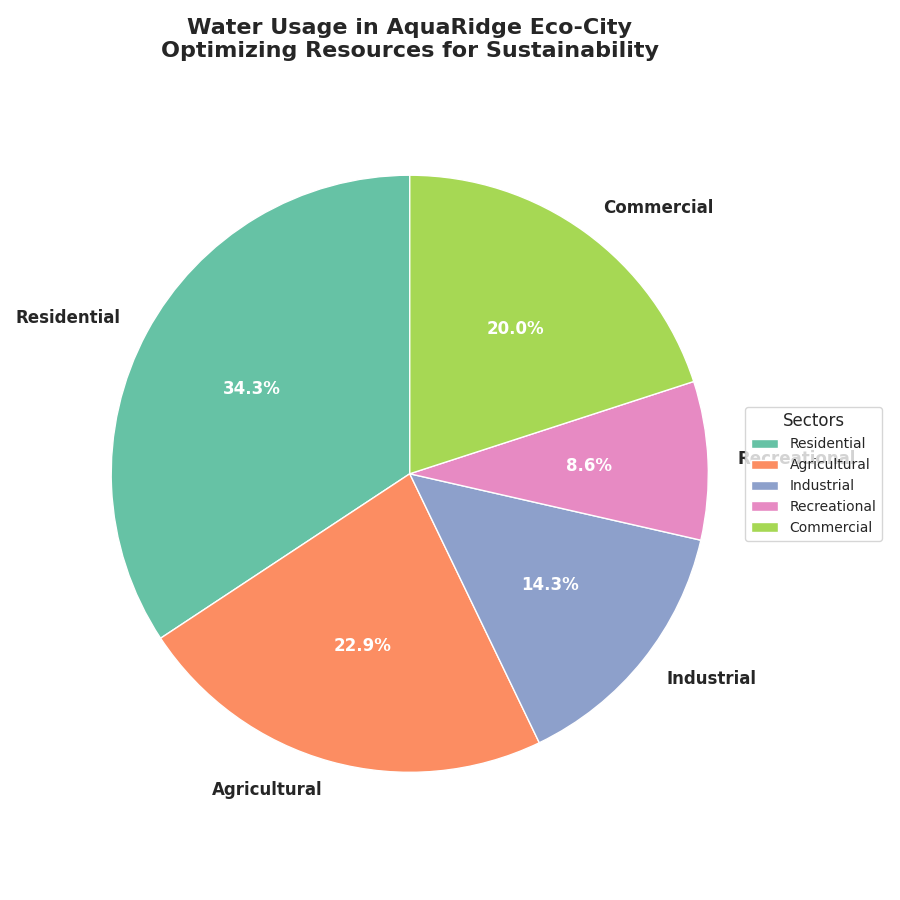 Water Usage in AquaRidge Eco-City
Optimizing Resources for Sustainability
Commercial
20.0%
Residential
34.3%
Recreational
8.6%
Sectors
Residential
Agricultural
Industrial
Recreational
Commercial
14.3%
22.9%
Industrial
Agricultural